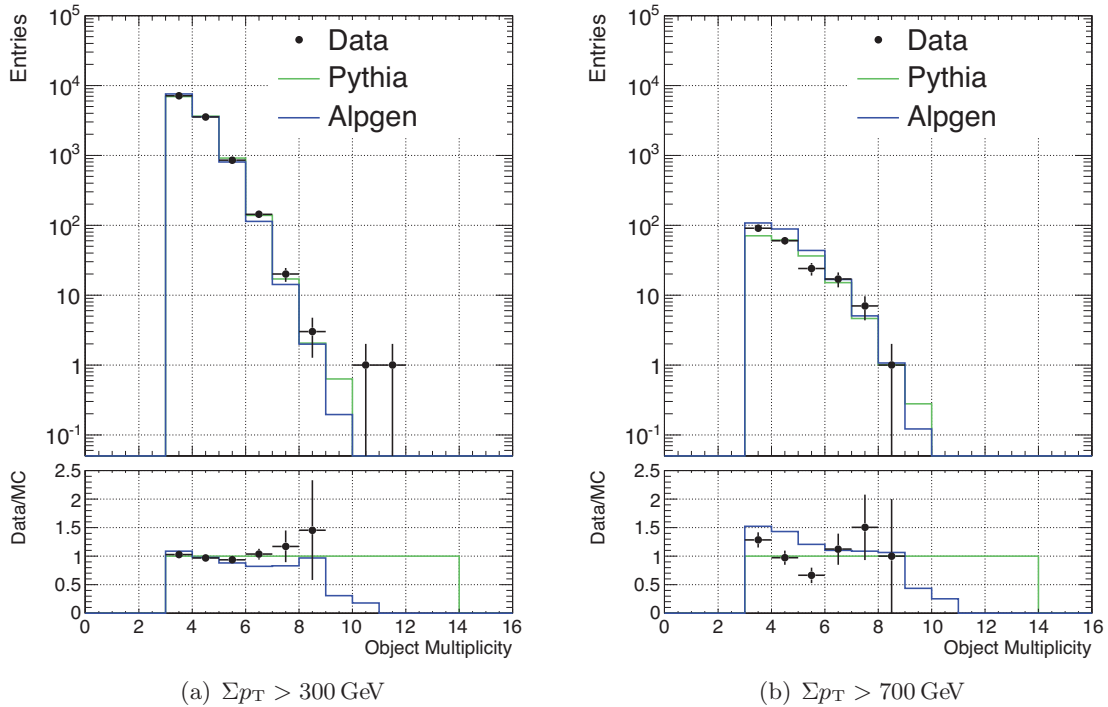 Entries
10^5
10^4
10^3
10^2
10
1
10^-1
Data
Pythia
Alpgen
Data/MC
2.5
2
1.5
1
0.5
0
0 2 4 6 8 10 12 14 16
Object Multiplicity
(a) Σp_T > 300 GeV
Entries
10^5
10^4
10^3
10^2
10
1
10^-1
Data
Pythia
Alpgen
Data/MC
2.5
2
1.5
1
0.5
0
0 2 4 6 8 10 12 14 16
Object Multiplicity
(b) Σp_T > 700 GeV